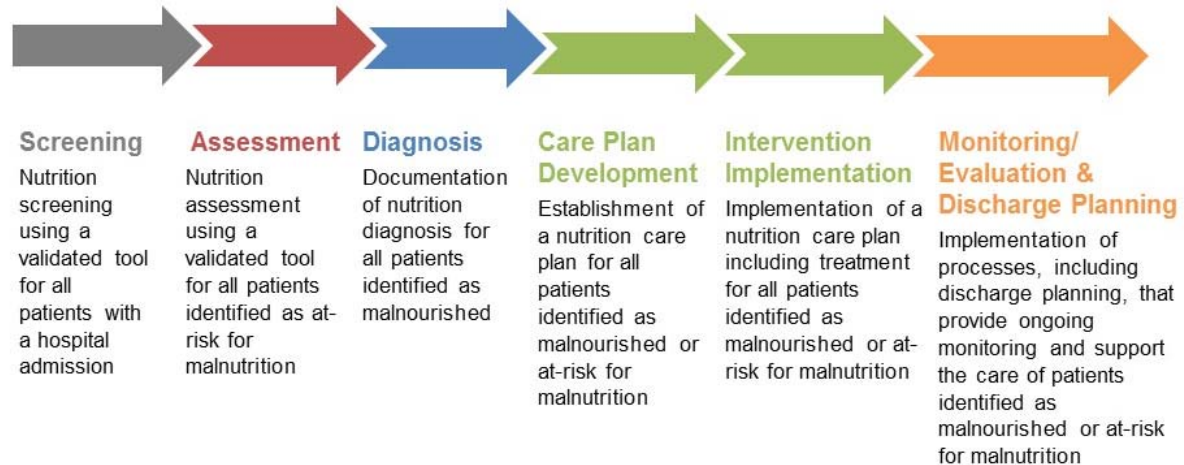 Screening
Nutrition
screening
using a
validated tool
for all
patients with
a hospital
admission
Assessment
Nutrition
assessment
using a
validated tool
for all patients
identified as at-
risk for
malnutrition
Diagnosis
Documentation
of nutrition
diagnosis for
all patients
identified as
malnourished
Care Plan
Development
Establishment of
a nutrition care
plan for all
patients
identified as
malnourished or
at-risk for
malnutrition
Intervention
Implementation
Implementation of a
nutrition care plan
including treatment
for all patients
identified as
malnourished or at-
risk for malnutrition
Monitoring/
Evaluation &
Discharge Planning
Implementation of
processes, including
discharge planning, that
provide ongoing
monitoring and support
the care of patients
identified as
malnourished or at-risk
for malnutrition